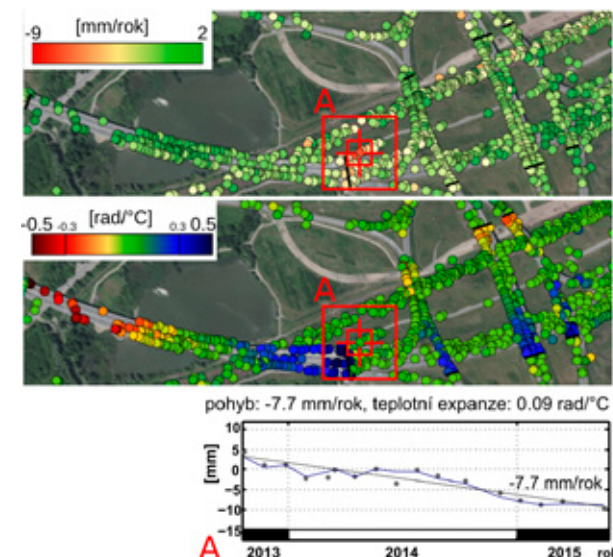 [mm/rok]
-9 2
A
[rad/°C]
-0.5 -0.3 0.3 0.5
A
pohyb: -7.7 mm/rok, teplotní expanze: 0.09 rad/°C
[mm]
10
5
0
-5
-10
-15
-7.7 mm/rok
A
2013 2014 2015